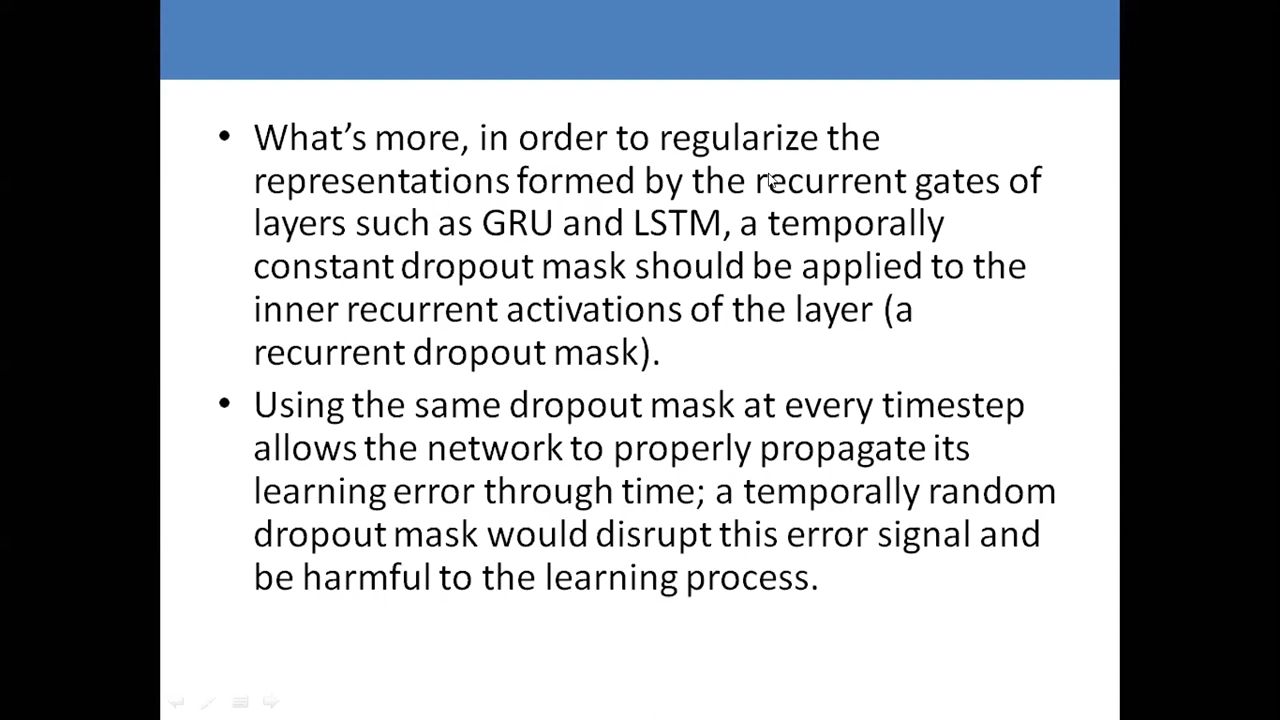 • What’s more, in order to regularize the
representations formed by the recurrent gates of
layers such as GRU and LSTM, a temporally
constant dropout mask should be applied to the
inner recurrent activations of the layer (a
recurrent dropout mask).
• Using the same dropout mask at every timestep
allows the network to properly propagate its
learning error through time; a temporally random
dropout mask would disrupt this error signal and
be harmful to the learning process.